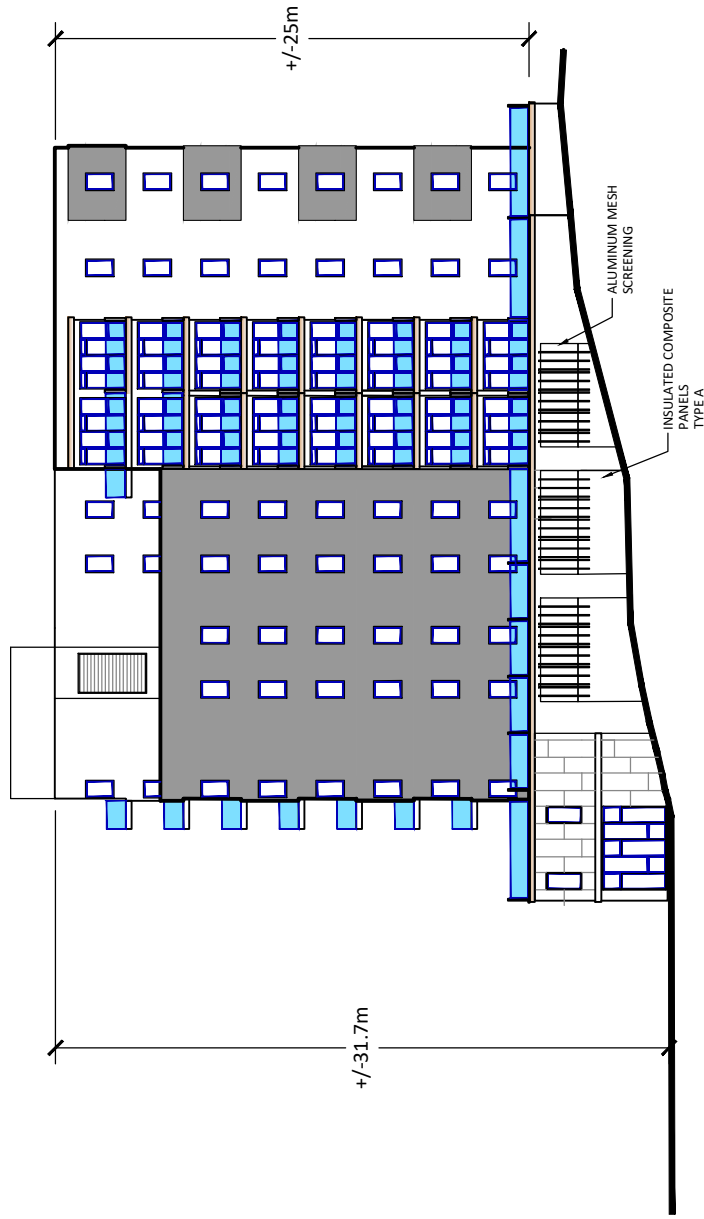 +/-25m
ALUMINUM MESH
SCREENING
INSULATED COMPOSITE
PANELS
TYPE A
+/-31.7m